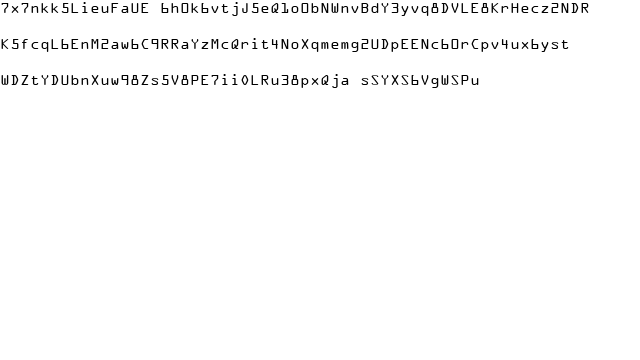 7x7nkk5LieuFaUE 6hOk6vtjJ5eQ1oObNWnvBdY3yvq8DVLE8KrHecz2NDR
K5fcqL6EnM2aw6C9RRaYzMcQrit4NoXqmemg2UDpEENc6OrCpv4ux6yst
WDZtYDUbnXuw98Zs5V8PE7ii0LRu38pxQja sSYXS6VgWSPu